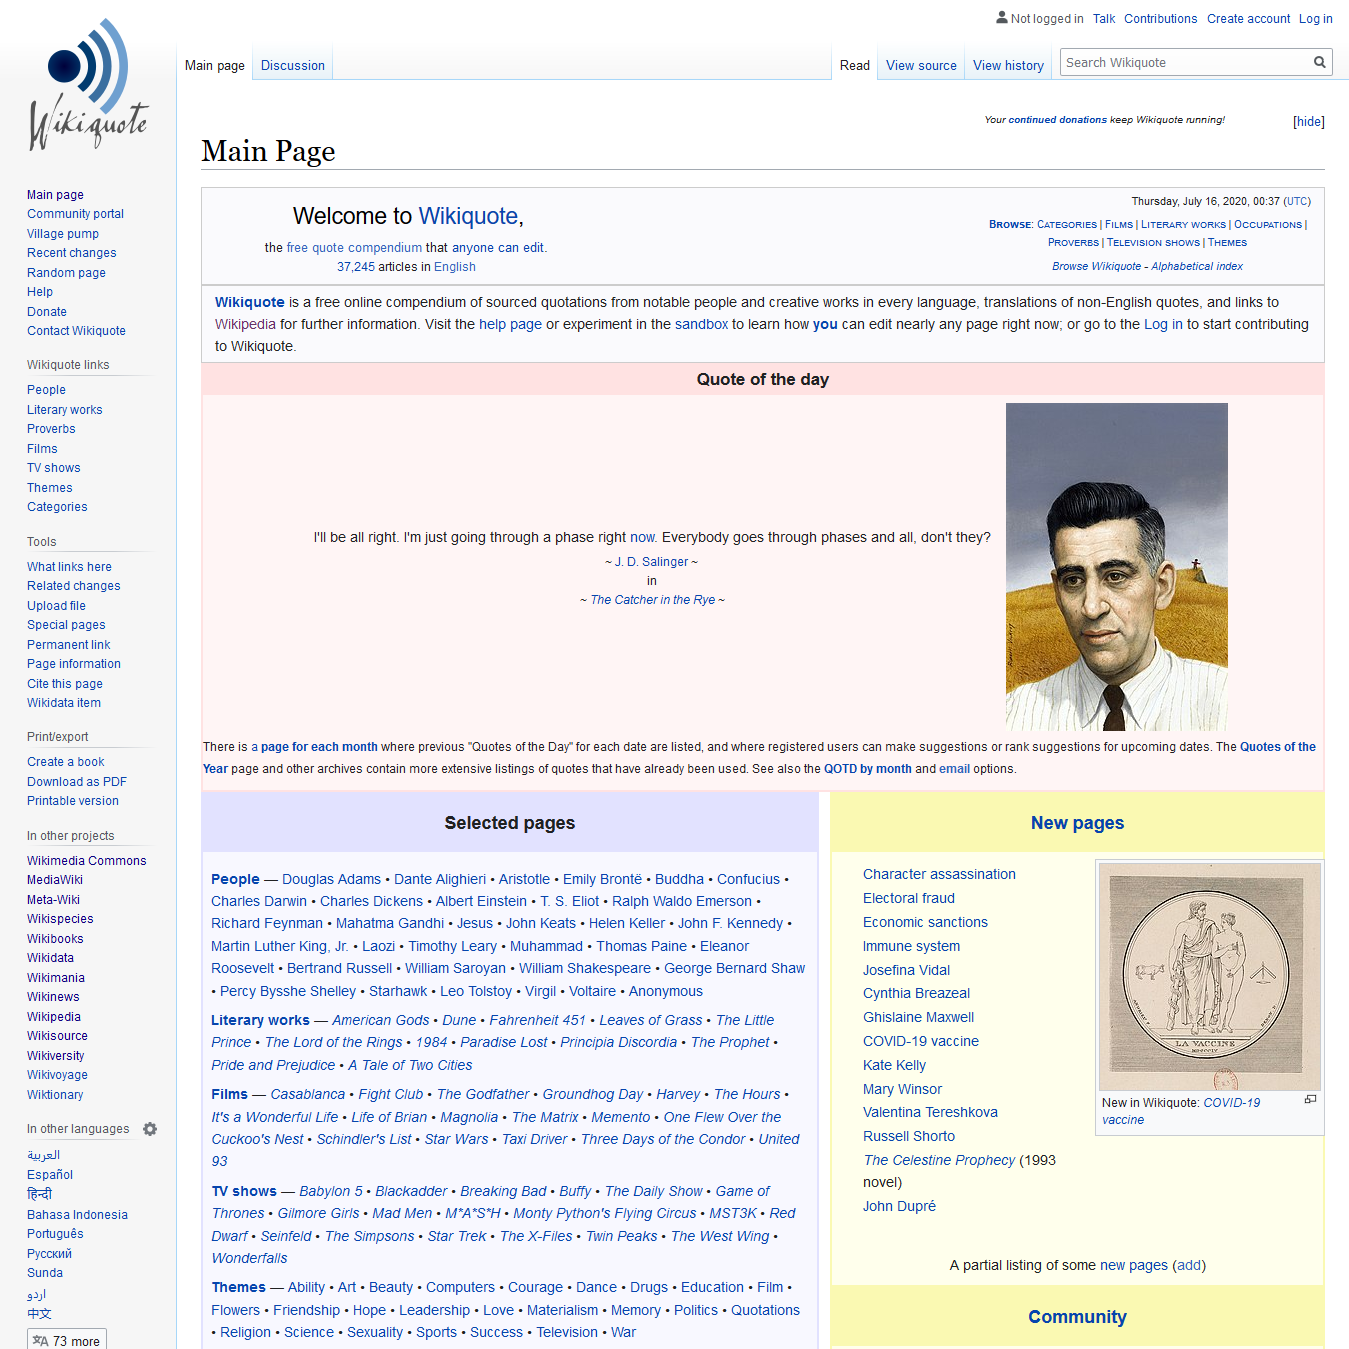 Not logged in Talk Contributions Create account Log in
Wikiquote
Main page Discussion
Read View source View history Search Wikiquote
Your continued donations keep Wikiquote running!
[hide]
Main Page
Main page
Community portal
Village pump
Recent changes
Random page
Help
Donate
Contact Wikiquote
Wikiquote links
People
Literary works
Proverbs
Films
TV shows
Themes
Categories
Tools
What links here
Related changes
Upload file
Special pages
Permanent link
Page information
Cite this page
Wikidata item
Print/export
Create a book
Download as PDF
Printable version
In other projects
Wikimedia Commons
MediaWiki
Meta-Wiki
Wikispecies
Wikibooks
Wikidata
Wikimania
Wikinews
Wikipedia
Wikisource
Wikiversity
Wikivoyage
Wiktionary
In other languages
العربية
Español
हिन्दी
Bahasa Indonesia
Português
Русский
Sunda
اردو
中文
73 more
Welcome to Wikiquote,
the free quote compendium that anyone can edit.
37,245 articles in English
Thursday, July 16, 2020, 00:37 (UTC)
Browse: Categories | Films | Literary works | Occupations |
Proverbs | Television shows | Themes
Browse Wikiquote - Alphabetical index
Wikiquote is a free online compendium of sourced quotations from notable people and creative works in every language, translations of non-English quotes, and links to
Wikipedia for further information. Visit the help page or experiment in the sandbox to learn how you can edit nearly any page right now; or go to the Log in to start contributing
to Wikiquote.
Quote of the day
I'll be all right. I'm just going through a phase right now. Everybody goes through phases and all, don't they?
~ J. D. Salinger ~
in
~ The Catcher in the Rye ~
There is a page for each month where previous "Quotes of the Day" for each date are listed, and where registered users can make suggestions or rank suggestions for upcoming dates. The Quotes of the
Year page and other archives contain more extensive listings of quotes that have already been used. See also the QOTD by month and email options.
Selected pages
People — Douglas Adams • Dante Alighieri • Aristotle • Emily Brontë • Buddha • Confucius •
Charles Darwin • Charles Dickens • Albert Einstein • T. S. Eliot • Ralph Waldo Emerson •
Richard Feynman • Mahatma Gandhi • Jesus • John Keats • Helen Keller • John F. Kennedy •
Martin Luther King, Jr. • Laozi • Timothy Leary • Muhammad • Thomas Paine • Eleanor
Roosevelt • Bertrand Russell • William Saroyan • William Shakespeare • George Bernard Shaw
• Percy Bysshe Shelley • Starhawk • Leo Tolstoy • Virgil • Voltaire • Anonymous
Literary works — American Gods • Dune • Fahrenheit 451 • Leaves of Grass • The Little
Prince • The Lord of the Rings • 1984 • Paradise Lost • Principia Discordia • The Prophet •
Pride and Prejudice • A Tale of Two Cities
Films — Casablanca • Fight Club • The Godfather • Groundhog Day • Harvey • The Hours •
It's a Wonderful Life • Life of Brian • Magnolia • The Matrix • Memento • One Flew Over the
Cuckoo's Nest • Schindler's List • Star Wars • Taxi Driver • Three Days of the Condor • United
93
TV shows — Babylon 5 • Blackadder • Breaking Bad • Buffy • The Daily Show • Game of
Thrones • Gilmore Girls • Mad Men • M*A*S*H • Monty Python's Flying Circus • MST3K • Red
Dwarf • Seinfeld • The Simpsons • Star Trek • The X-Files • Twin Peaks • The West Wing •
Wonderfalls
Themes — Ability • Art • Beauty • Computers • Courage • Dance • Drugs • Education • Film •
Flowers • Friendship • Hope • Leadership • Love • Materialism • Memory • Politics • Quotations
• Religion • Science • Sexuality • Sports • Success • Television • War
New pages
Character assassination
Electoral fraud
Economic sanctions
Immune system
Josefina Vidal
Cynthia Breazeal
Ghislaine Maxwell
COVID-19 vaccine
Kate Kelly
Mary Winsor
Valentina Tereshkova
Russell Shorto
The Celestine Prophecy (1993
novel)
John Dupré
LA VACCINE
New in Wikiquote: COVID-19
vaccine
A partial listing of some new pages (add)
Community